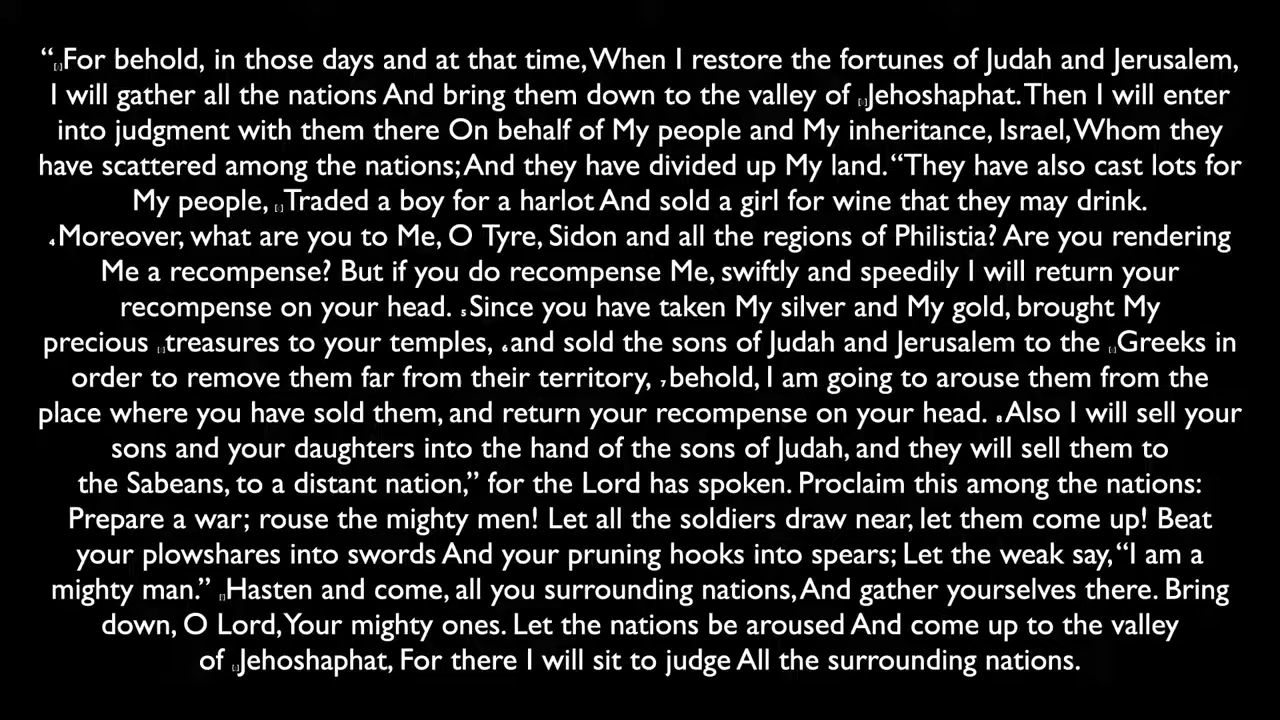 “[a]For behold, in those days and at that time, When I restore the fortunes of Judah and Jerusalem,
I will gather all the nations And bring them down to the valley of Jehoshaphat. Then I will enter
into judgment with them there On behalf of My people and My inheritance, Israel, Whom they
have scattered among the nations; And they have divided up My land. “They have also cast lots for
My people, Traded a boy for a harlot And sold a girl for wine that they may drink.
4 Moreover, what are you to Me, O Tyre, Sidon and all the regions of Philistia? Are you rendering
Me a recompense? But if you do recompense Me, swiftly and speedily I will return your
recompense on your head. 5 Since you have taken My silver and My gold, brought My
precious treasures to your temples, 6 and sold the sons of Judah and Jerusalem to the Greeks in
order to remove them far from their territory, 7 behold, I am going to arouse them from the
place where you have sold them, and return your recompense on your head. 8 Also I will sell your
sons and your daughters into the hand of the sons of Judah, and they will sell them to
the Sabeans, to a distant nation,” for the Lord has spoken. Proclaim this among the nations:
Prepare a war; rouse the mighty men! Let all the soldiers draw near, let them come up! Beat
your plowshares into swords And your pruning hooks into spears; Let the weak say, “I am a
mighty man.” Hasten and come, all you surrounding nations, And gather yourselves there. Bring
down, O Lord, Your mighty ones. Let the nations be aroused And come up to the valley
of Jehoshaphat, For there I will sit to judge All the surrounding nations.